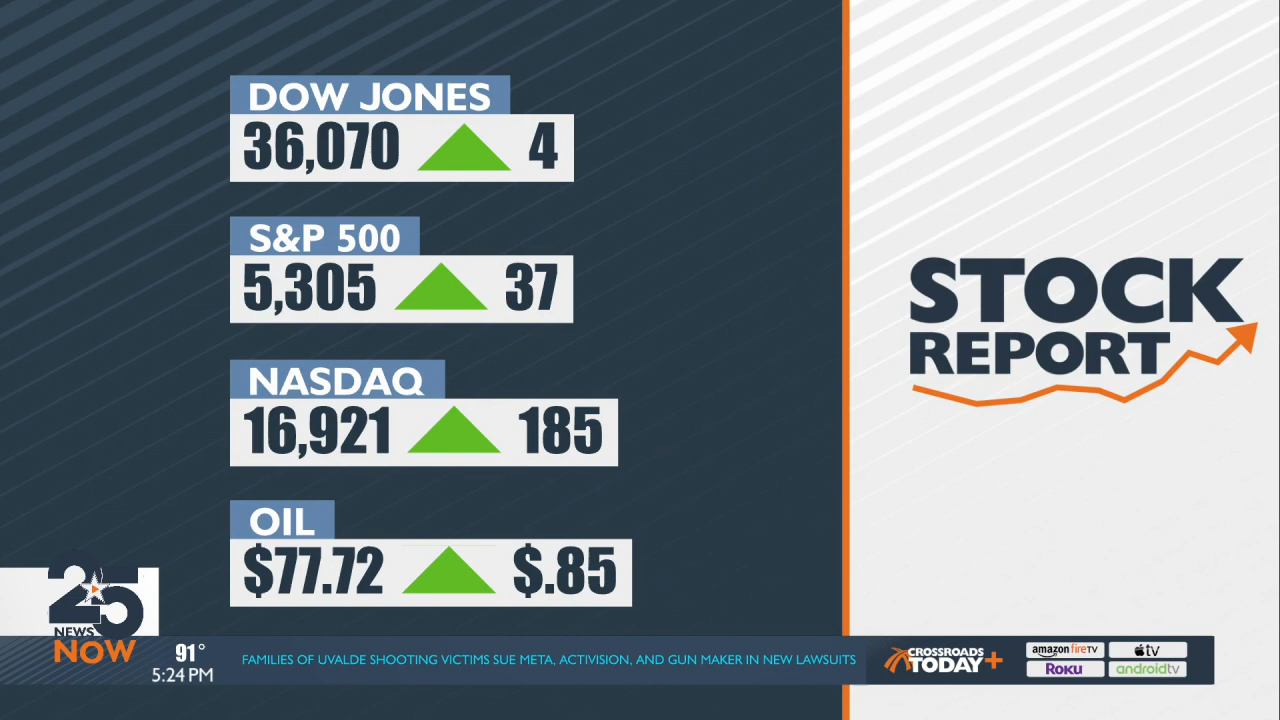 DOW JONES
36,070 4
S&P 500
5,305 37
NASDAQ
16,921 185
OIL
$77.72 $.85
STOCK
REPORT
25
NEWS
NOW
91°
5:24 PM
FAMILIES OF UVALDE SHOOTING VICTIMS SUE META, ACTIVISION, AND GUN MAKER IN NEW LAWSUITS
CROSSROADS
TODAY+
amazon fireTV
tv
ROKU
androidtv